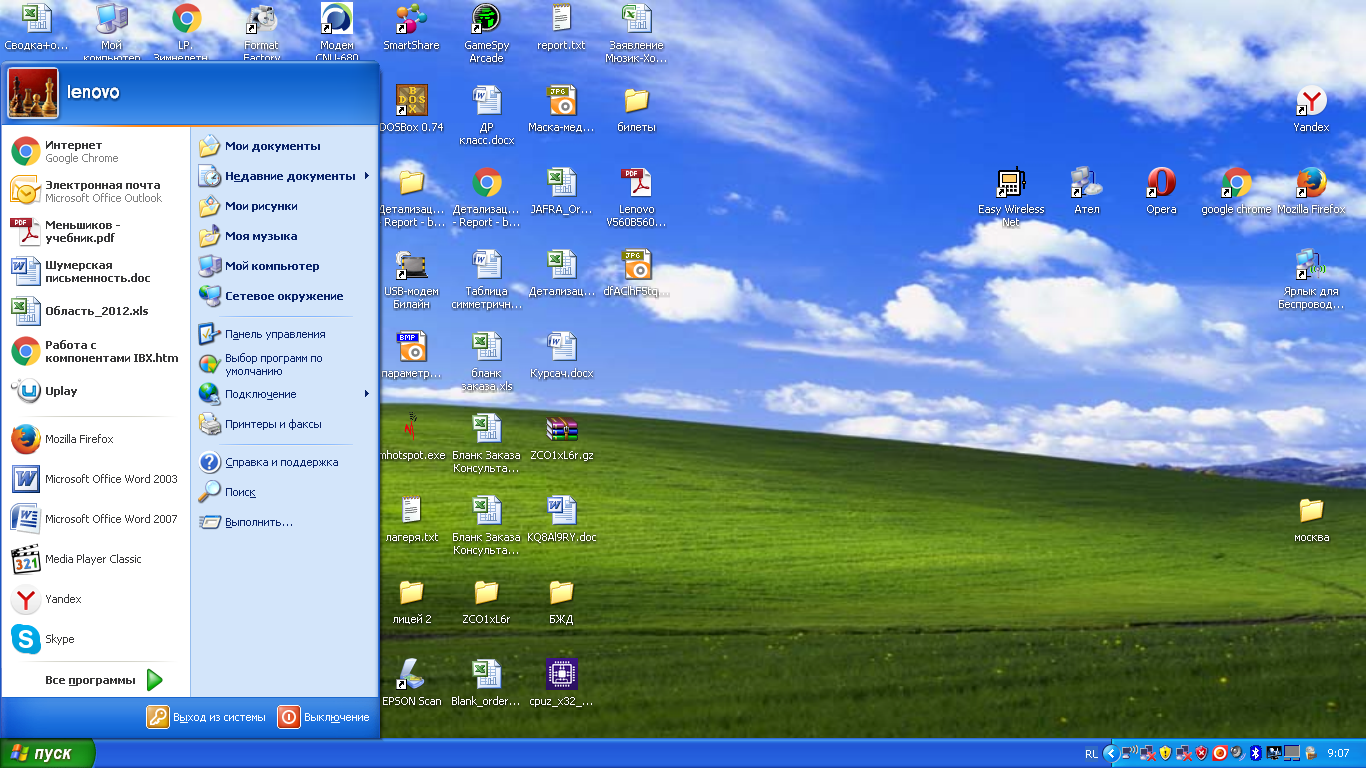 Сводка+о...
Мой
компьютер
LP.
Зимнелетн...
Format
Factory
Модем
CNU-680
SmartShare
GameSpy
Arcade
report.txt
Заявление
Мюзик-Хо...
lenovo
Интернет
Google Chrome
Электронная почта
Microsoft Office Outlook
Меньшиков -
учебник.pdf
Шумерская
письменность.doc
Область_2012.xls
Работа с
компонентами IBX.htm
Uplay
Mozilla Firefox
Microsoft Office Word 2003
Microsoft Office Word 2007
Media Player Classic
Yandex
Skype
Все программы
Мои документы
Недавние документы
Мои рисунки
Моя музыка
Мой компьютер
Сетевое окружение
Панель управления
Выбор программ по
умолчанию
Подключение
Принтеры и факсы
Справка и поддержка
Поиск
Выполнить...
Выход из системы
Выключение
DOSBox 0.74
ДР
класс.docx
Маска-мед...
билеты
Yandex
Детализац...
Report - b...
Детализац...
- Report - b...
JAFRA_Or...
Lenovo
V560B560...
Easy Wireless
Net
Ател
Opera
google chrome
Mozilla Firefox
USB-модем
Билайн
Таблица
симметричн...
Детализац...
dfAClhFStq...
Ярлык для
Беспровод...
параметр...
бланк
заказа.xls
Курсач.docx
mhotspot.exe
Бланк Заказа
Консульта...
ZCO1xL6r.gz
лагеря.txt
Бланк Заказа
Консульта...
KQ8Al9RY.doc
москва
лицей 2
ZCO1xL6r
БЖД
EPSON Scan
Blank_order...
cpuz_x32_...
пуск
RL
9:07